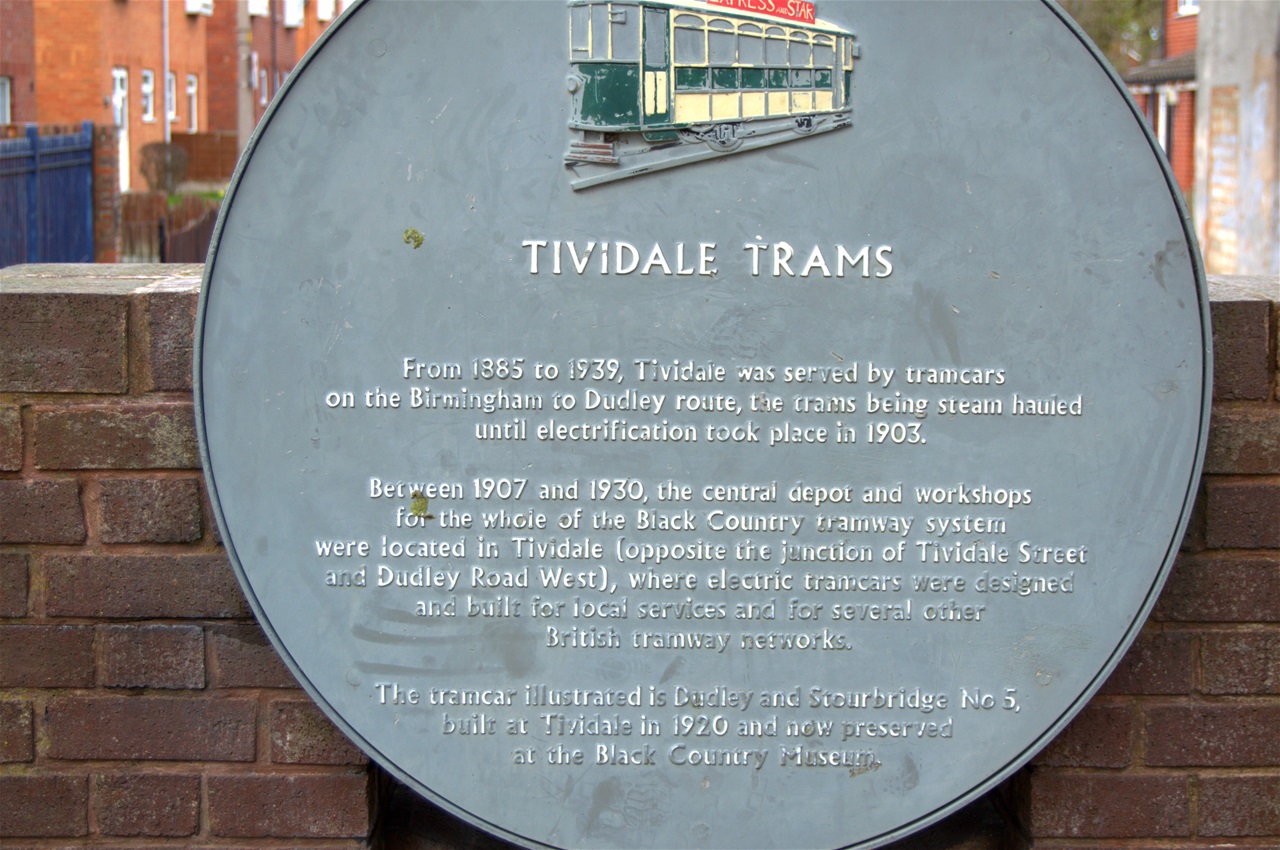 EXPRESS AND STAR
TIVIDALE TRAMS
From 1885 to 1939, Tividale was served by tramcars
on the Birmingham to Dudley route, the trams being steam hauled
until electrification took place in 1903.
Between 1907 and 1930, the central depot and workshops
for the whole of the Black Country tramway system
were located in Tividale (opposite the junction of Tividale Street
and Dudley Road West), where electric tramcars were designed
and built for local services and for several other
British tramway networks.
The tramcar illustrated is Dudley and Stourbridge No 5,
built at Tividale in 1920 and now preserved
at the Black Country Museum.